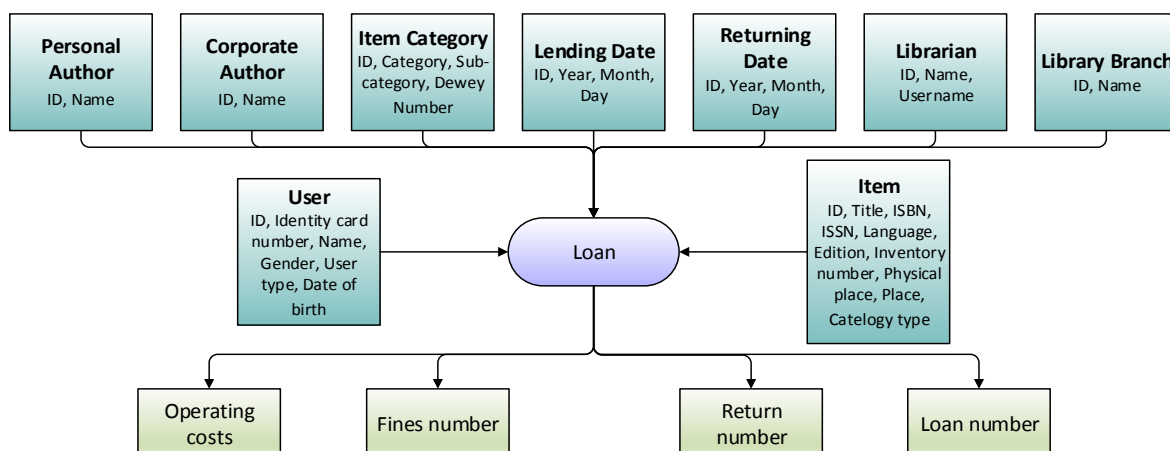 Personal
Author
ID, Name
Corporate
Author
ID, Name
Item Category
ID, Category, Sub-
category, Dewey
Number
Lending Date
ID, Year, Month,
Day
Returning
Date
ID, Year, Month,
Day
Librarian
ID, Name,
Username
Library Branch
ID, Name
User
ID, Identity card
number, Name,
Gender, User
type, Date of
birth
Loan
Item
ID, Title, ISBN,
ISSN, Language,
Edition, Inventory
number, Physical
place, Place,
Catelogy type
Operating
costs
Fines number
Return
number
Loan number